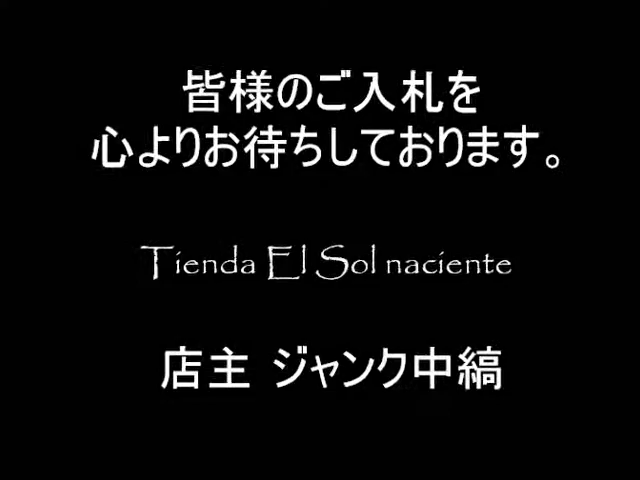 皆様のご入札を
心よりお待ちしております。
Tienda El Sol naciente
店主 ジャンク中縞